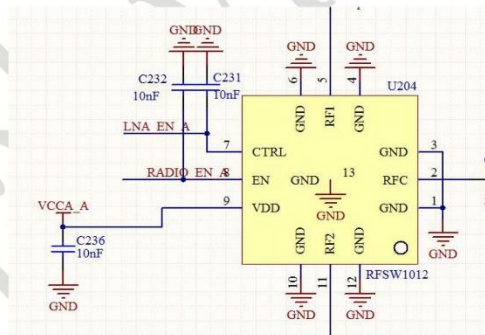 GND GND
GND GND
C232 C231
10nF 10nF
6 5 4
U204
GND RF1 GND
LNA_EN_A
7 CTRL GND 3
RADIO_EN_A 8 EN GND 13 RFC 2
VCCA_A 9 VDD GND GND 1
C236
10nF
GND RF2 GND
GND
10 11 12
RFSW1012
GND GND GND